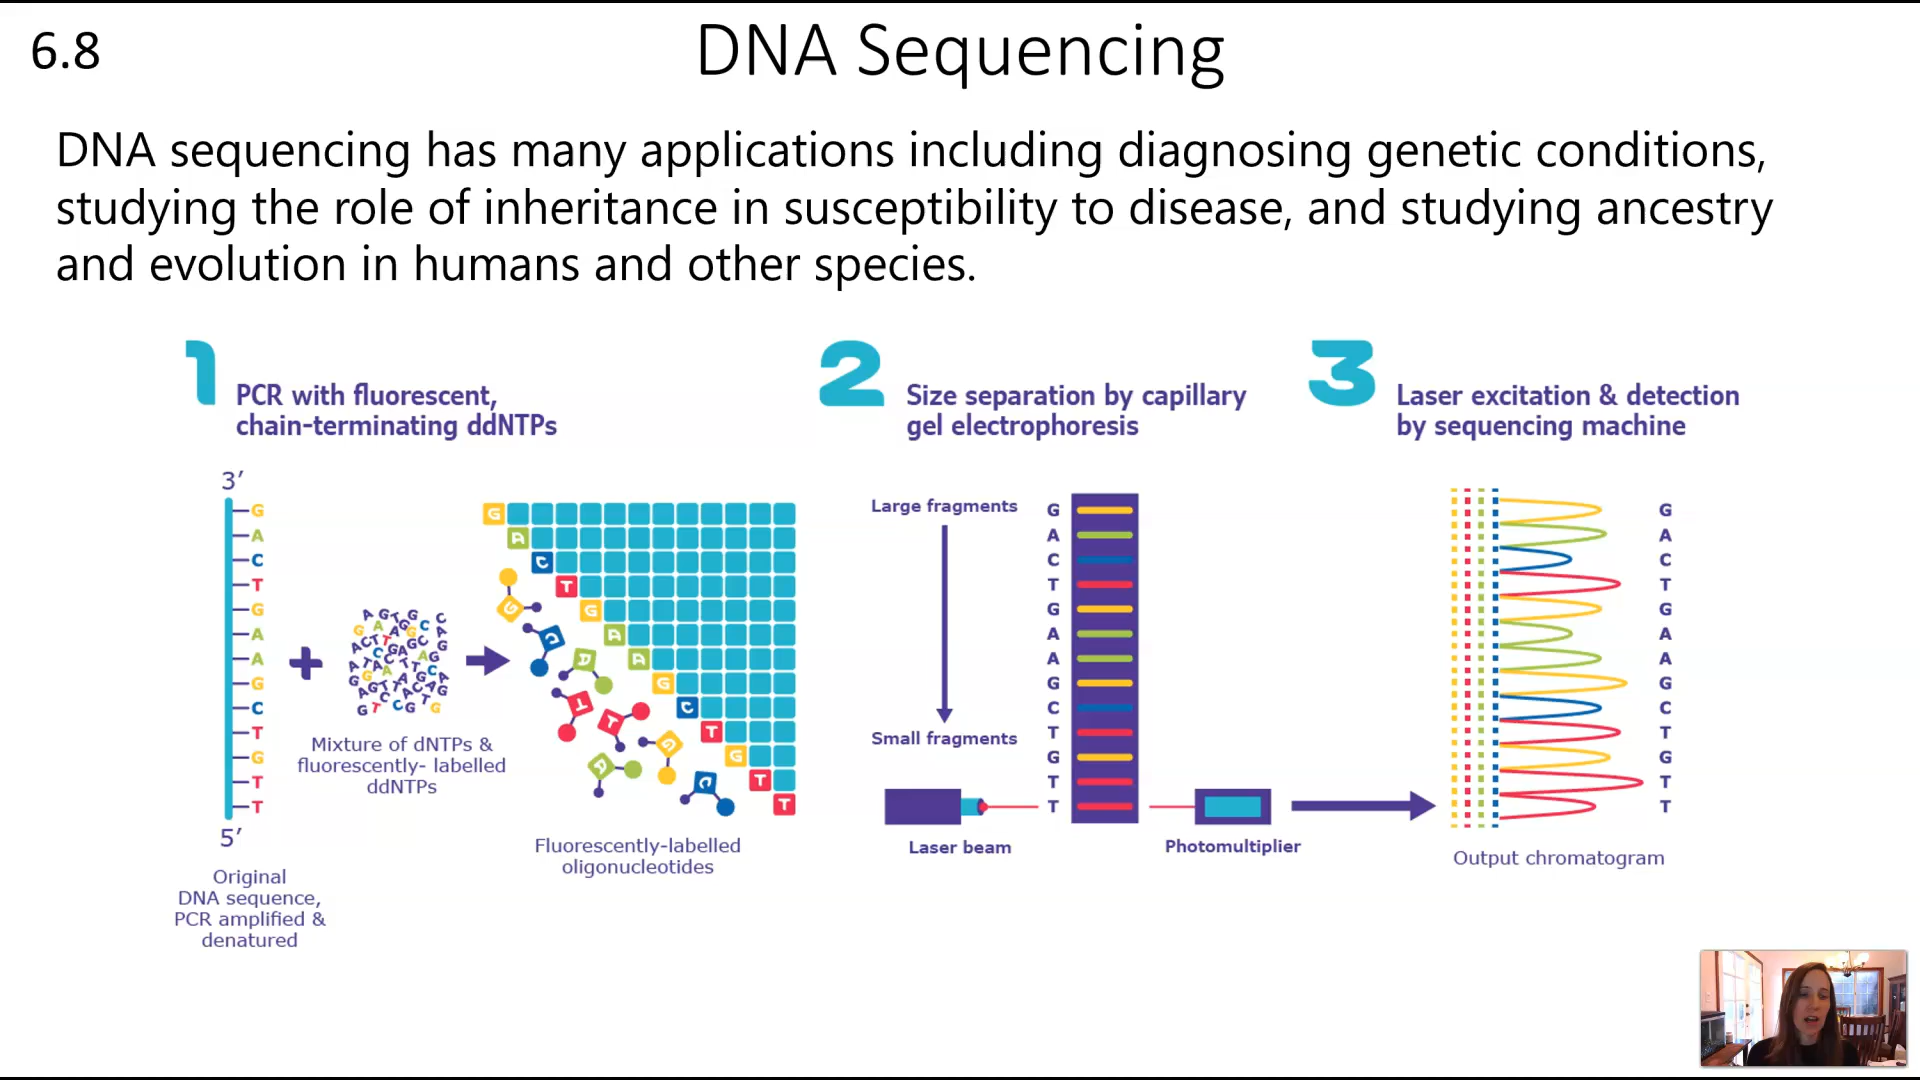 6.8
DNA Sequencing
DNA sequencing has many applications including diagnosing genetic conditions,
studying the role of inheritance in susceptibility to disease, and studying ancestry
and evolution in humans and other species.
1
PCR with fluorescent,
chain-terminating ddNTPs
3′
G
A
C
T
G
A
A
G
C
T
G
T
T
5′
Original
DNA sequence,
PCR amplified &
denatured
+
Mixture of dNTPs &
fluorescently- labelled
ddNTPs
G
A
C
T
G
A
A
G
C
T
G
T
T
Fluorescently-labelled
oligonucleotides
2
Size separation by capillary
gel electrophoresis
Large fragments
Small fragments
G
A
C
T
G
A
A
G
C
T
G
T
T
Laser beam
Photomultiplier
3
Laser excitation & detection
by sequencing machine
G
A
C
T
G
A
A
G
C
T
G
T
T
Output chromatogram